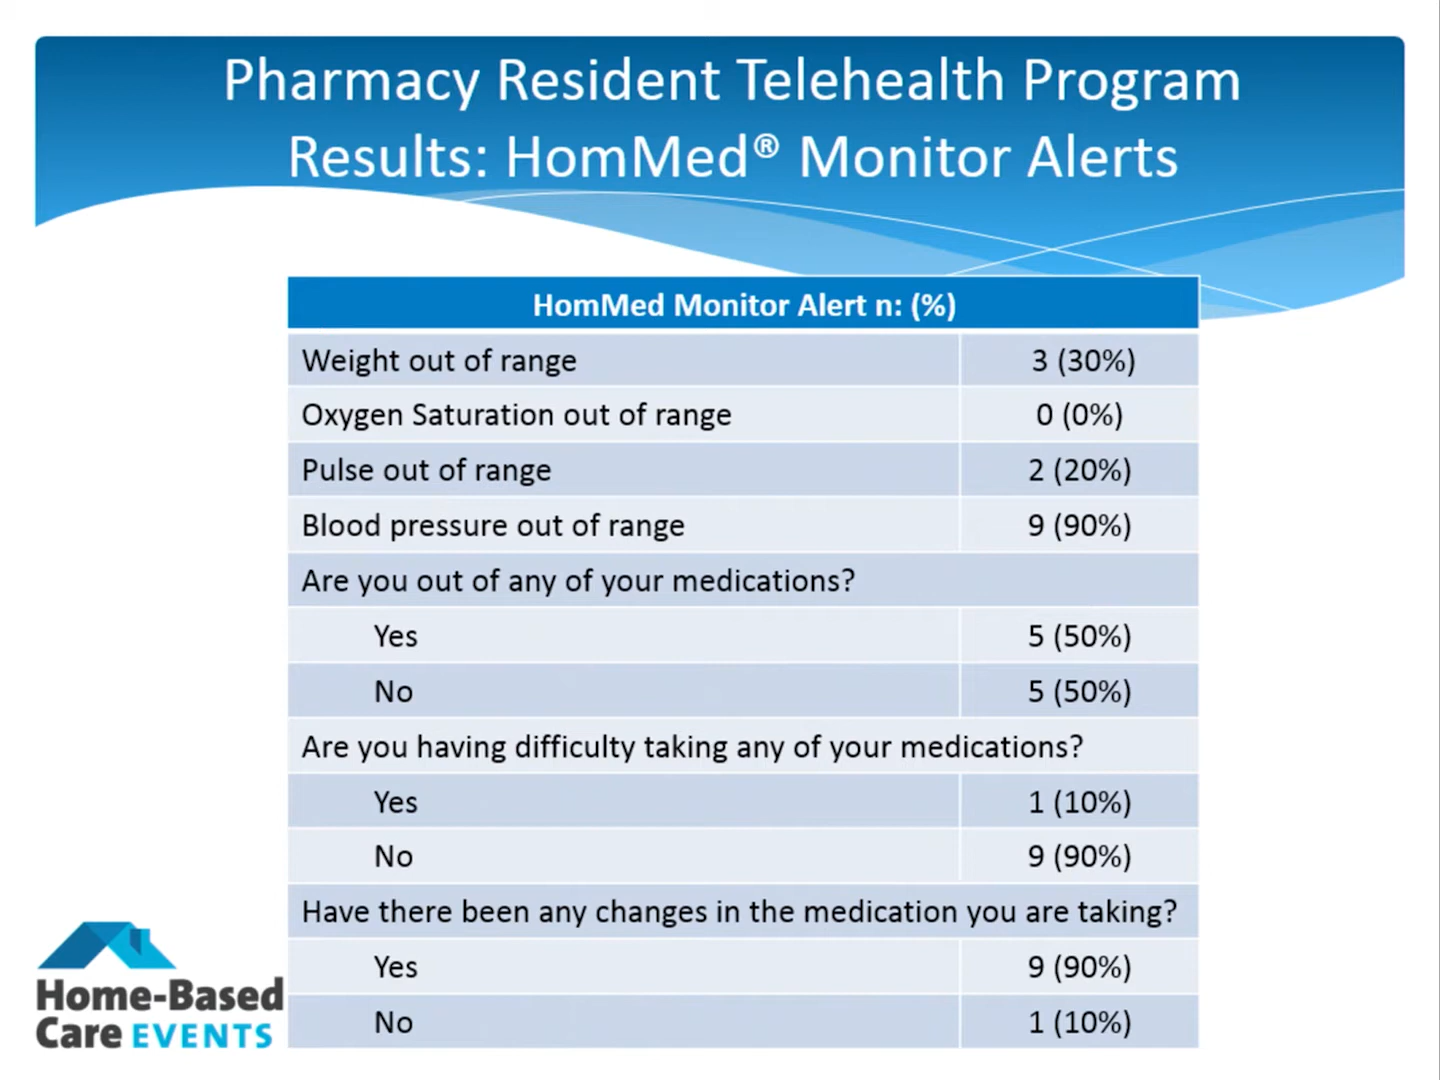 Pharmacy Resident Telehealth Program
Results: HomMed® Monitor Alerts
HomMed Monitor Alert n: (%)
Weight out of range 3 (30%)
Oxygen Saturation out of range 0 (0%)
Pulse out of range 2 (20%)
Blood pressure out of range 9 (90%)
Are you out of any of your medications?
Yes 5 (50%)
No 5 (50%)
Are you having difficulty taking any of your medications?
Yes 1 (10%)
No 9 (90%)
Have there been any changes in the medication you are taking?
Yes 9 (90%)
No 1 (10%)
Home-Based
Care EVENTS